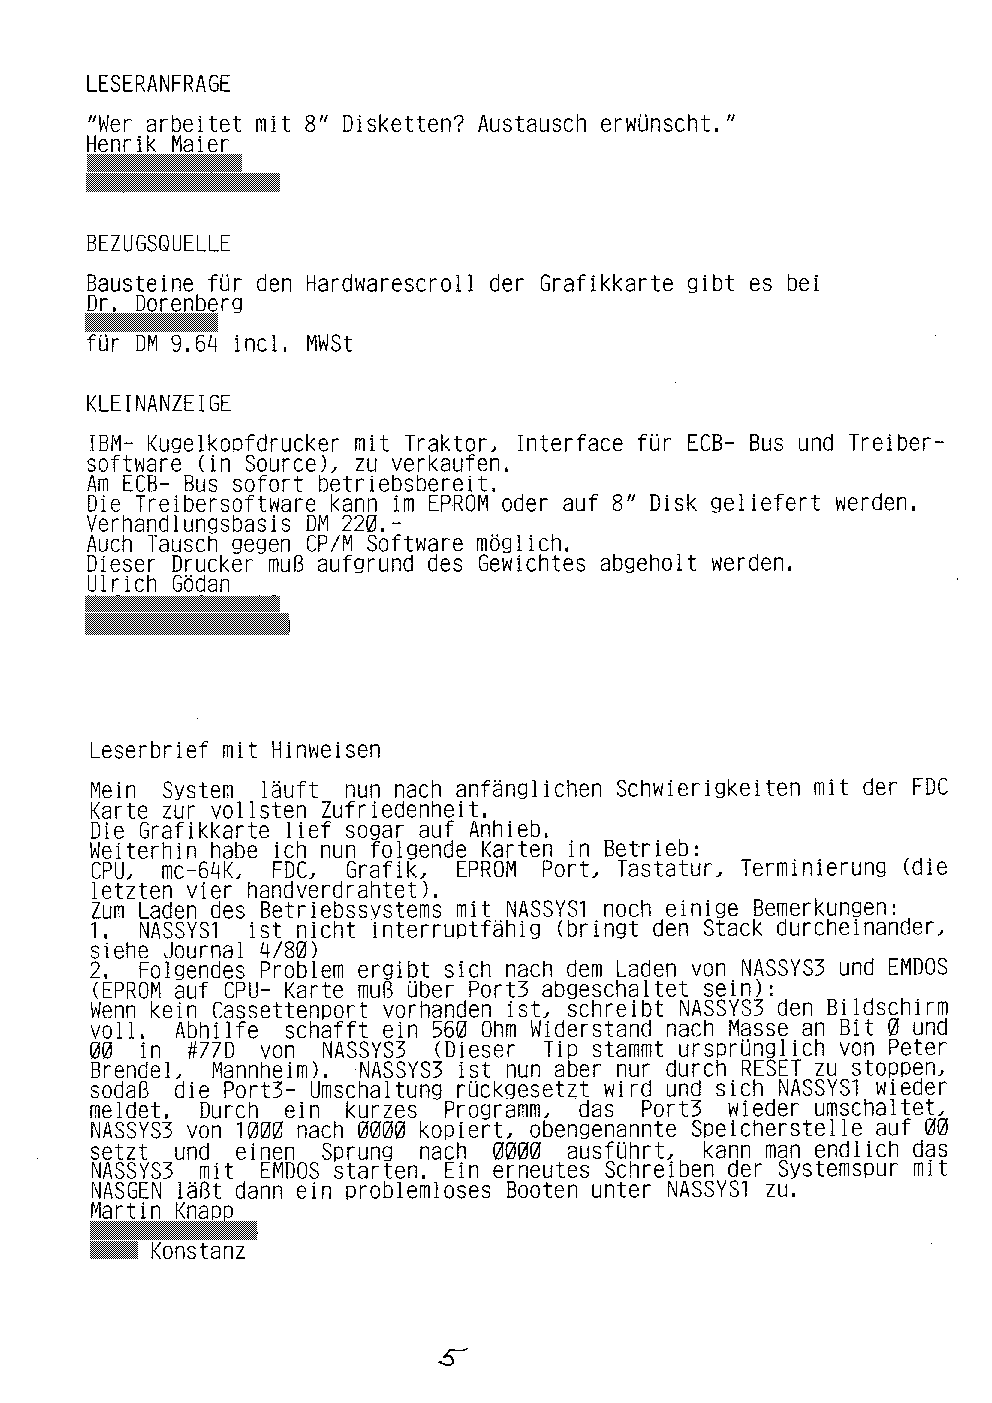 LESERANFRAGE
"Wer arbeitet mit 8" Disketten? Austausch erwünscht."
Henrik Maier
BEZUGSQUELLE
Bausteine für den Hardwarescroll der Grafikkarte gibt es bei
Dr. Dorenberg
für DM 9.64 incl. MWSt
KLEINANZEIGE
IBM- Kugelkopfdrucker mit Traktor, Interface für ECB- Bus und Treiber-
software (in Source), zu verkaufen.
Am ECB- Bus sofort betriebsbereit.
Die Treibersoftware kann im EPROM oder auf 8" Disk geliefert werden.
Verhandlungsbasis DM 220.-
Auch Tausch gegen CP/M Software möglich.
Dieser Drucker muß aufgrund des Gewichtes abgeholt werden.
Ulrich Gödan
Leserbrief mit Hinweisen
Mein System läuft nun nach anfänglichen Schwierigkeiten mit der FDC
Karte zur vollsten Zufriedenheit.
Die Grafikkarte lief sogar auf Anhieb.
Weiterhin habe ich nun folgende Karten in Betrieb:
CPU, mc-64K, FDC, Grafik, EPROM Port, Tastatur, Terminierung (die
letzten vier handverdrahtet).
Zum Laden des Betriebssystems mit NASSYS1 noch einige Bemerkungen:
1. NASSYS1 ist nicht interruptfähig (bringt den Stack durcheinander,
siehe Journal 4/80)
2. Folgendes Problem ergibt sich nach dem Laden von NASSYS3 und EMDOS
(EPROM auf CPU- Karte muß über Port3 abgeschaltet sein):
Wenn kein Cassettenport vorhanden ist, schreibt NASSYS3 den Bildschirm
voll. Abhilfe schafft ein 560 Ohm Widerstand nach Masse an Bit 0 und
00 in #77D von NASSYS3 (Dieser Tip stammt ursprünglich von Peter
Brendel, Mannheim). NASSYS3 ist nun aber nur durch RESET zu stoppen,
sodaß die Port3- Umschaltung rückgesetzt wird und sich NASSYS1 wieder
meldet. Durch ein kurzes Programm, das Port3 wieder umschaltet,
NASSYS3 von 1000 nach 0000 kopiert, obengenannte Speicherstelle auf 00
setzt und einen Sprung nach 0000 ausführt, kann man endlich das
NASSYS3 mit EMDOS starten. Ein erneutes Schreiben der Systemspur mit
NASGEN läßt dann ein problemloses Booten unter NASSYS1 zu.
Martin Knapp
Konstanz
5